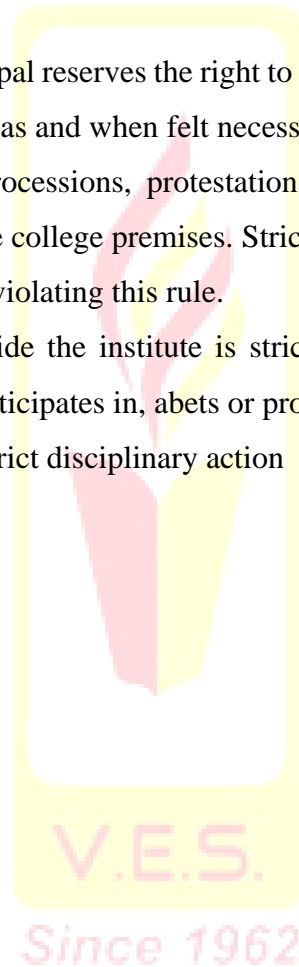 pal reserves the right to
as and when felt necess
rocessions, protestation
e college premises. Stric
violating this rule.
ide the institute is stric
ticipates in, abets or pro
rict disciplinary action
V.E.S.
Since 1962